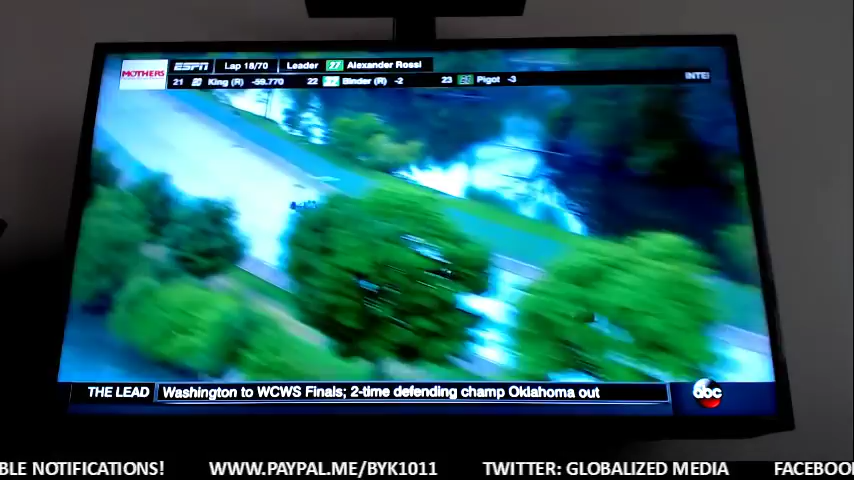 MOTHERS
ESPN Lap 18/70 Leader 27 Alexander Rossi
21 20 King (R) -59.770 22 32 Binder (R) -2 23 Pigot -3 INTE
THE LEAD Washington to WCWS Finals; 2-time defending champ Oklahoma out
abc
BLE NOTIFICATIONS! WWW.PAYPAL.ME/BYK1011 TWITTER: GLOBALIZED MEDIA FACEBOO